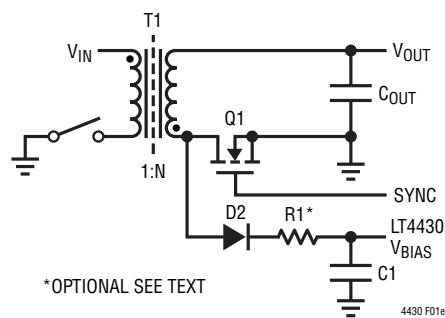 T1
V_IN
V_OUT
C_OUT
Q1
1:N
SYNC
D2
R1*
LT4430
V_BIAS
C1
*OPTIONAL SEE TEXT
4430 F01e